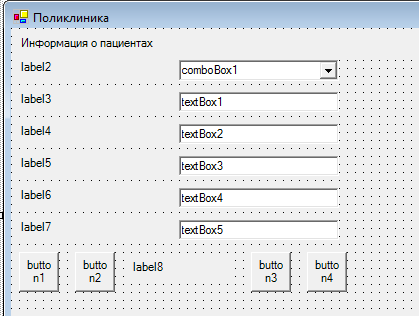 Поликлиника
Информация о пациентах
label2 comboBox1
label3 textBox1
label4 textBox2
label5 textBox3
label6 textBox4
label7 textBox5
butto butto label8 butto butto
n1 n2 n3 n4